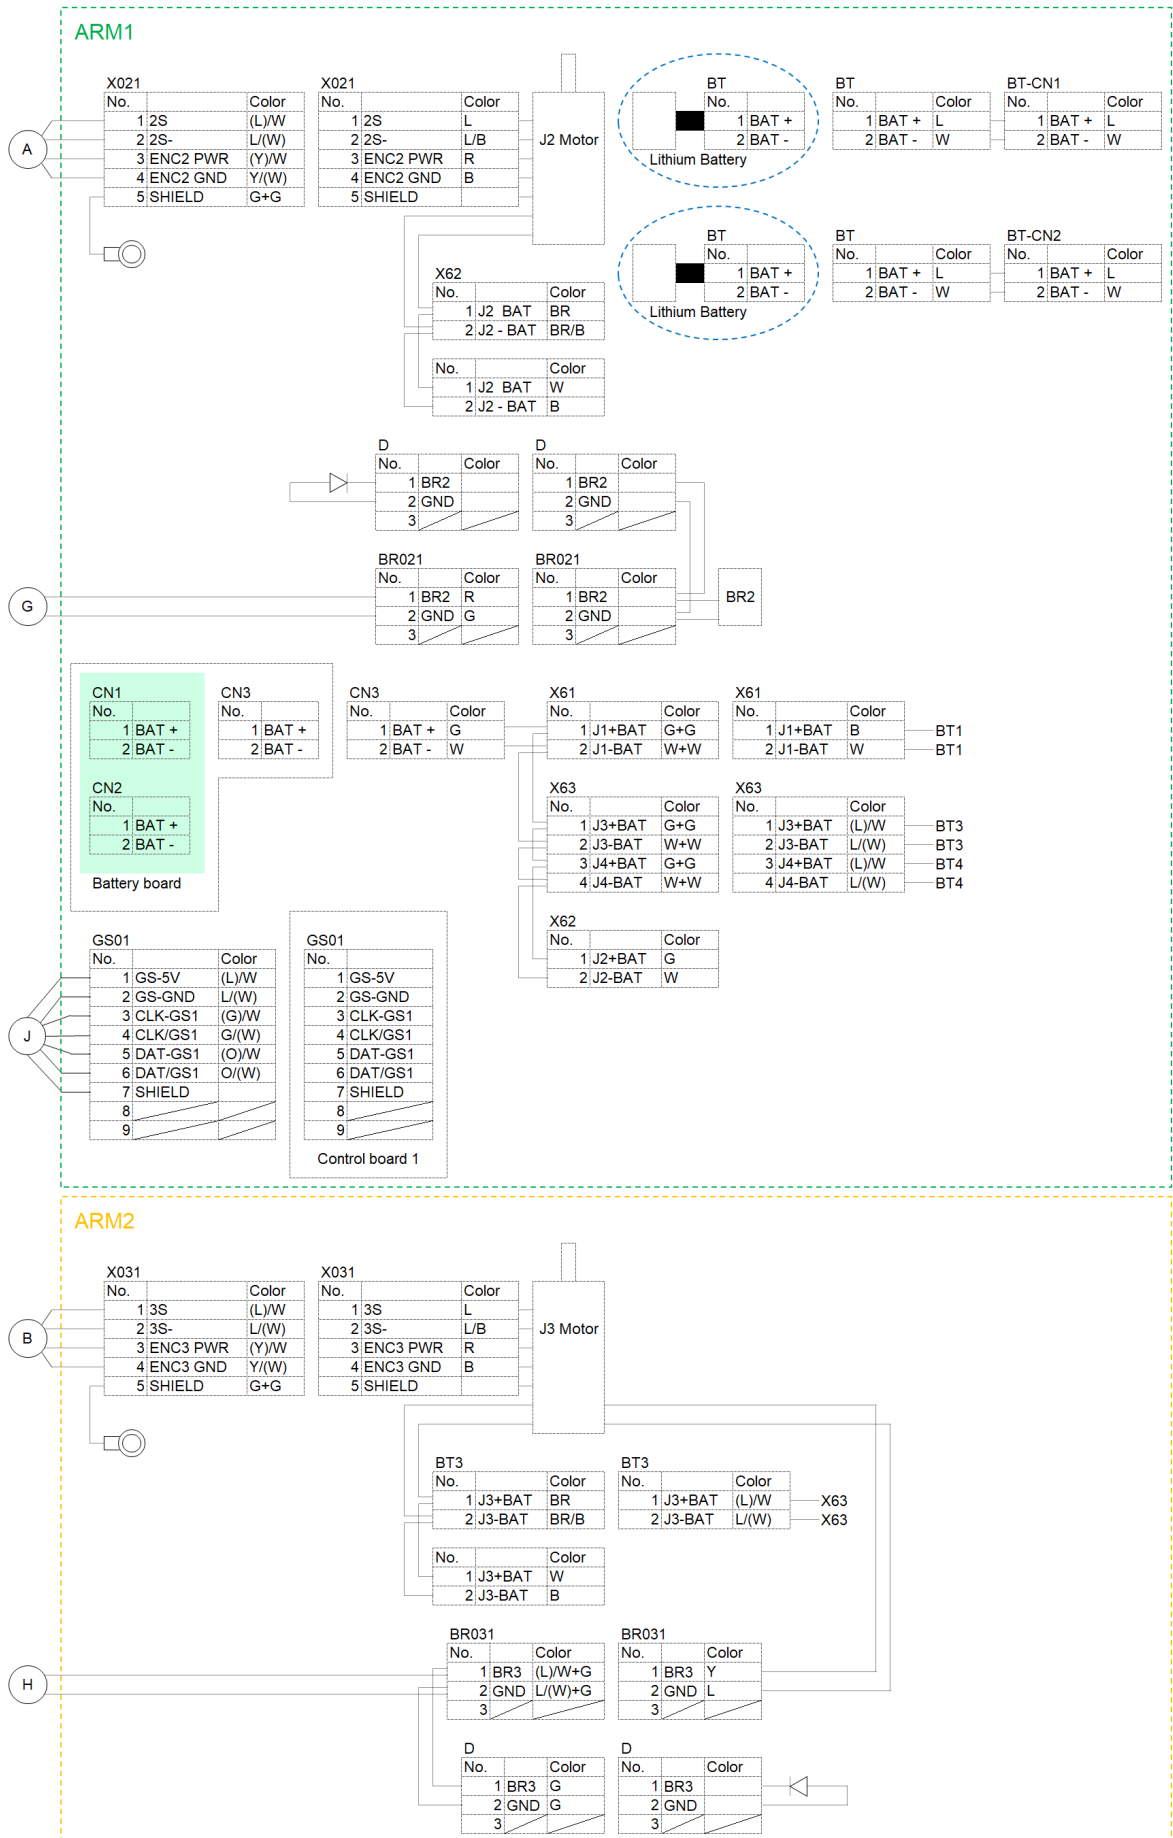 ARM1
X021 X021 BT BT BT-CN1
No. Color No. Color No. No. Color No. Color
1 2S (L)/W 1 2S L 1 BAT + 1 BAT + L 1 BAT + L
2 2S- L/(W) 2 2S- L/B J2 Motor 2 BAT - 2 BAT - W 2 BAT - W
A
3 ENC2 PWR (Y)/W 3 ENC2 PWR R Lithium Battery
4 ENC2 GND Y/(W) 4 ENC2 GND B
5 SHIELD G+G 5 SHIELD
BT BT BT-CN2
No. No. Color No. Color
1 BAT + 1 BAT + L 1 BAT + L
2 BAT - 2 BAT - W 2 BAT - W
Lithium Battery
X62
No. Color
1 J2 BAT BR
2 J2 - BAT BR/B
No. Color
1 J2 BAT W
2 J2 - BAT B
D D
No. Color No. Color
1 BR2 1 BR2
2 GND 2 GND
3 3
BR021 BR021
No. Color No. Color
1 BR2 R 1 BR2 BR2
G
2 GND G 2 GND
3 3
CN1 CN3 CN3 X61 X61
No. No. No. Color No. Color No. Color
1 BAT + 1 BAT + 1 BAT + G 1 J1+BAT G+G 1 J1+BAT B BT1
2 BAT - 2 BAT - 2 BAT - W 2 J1-BAT W+W 2 J1-BAT W BT1
CN2 X63 X63
No. No. Color No. Color
1 BAT + 1 J3+BAT G+G 1 J3+BAT (L)/W BT3
2 BAT - 2 J3-BAT W+W 2 J3-BAT L/(W) BT3
3 J4+BAT G+G 3 J4+BAT (L)/W BT4
Battery board 4 J4-BAT W+W 4 J4-BAT L/(W) BT4
X62
No. Color
1 J2+BAT G
2 J2-BAT W
GS01 GS01
No. Color No.
1 GS-5V (L)/W 1 GS-5V
2 GS-GND L/(W) 2 GS-GND
3 CLK-GS1 (G)/W 3 CLK-GS1
J
4 CLK/GS1 G/(W) 4 CLK/GS1
5 DAT-GS1 (O)/W 5 DAT-GS1
6 DAT/GS1 O/(W) 6 DAT/GS1
7 SHIELD 7 SHIELD
8 8
9 9
Control board 1
ARM2
X031 X031
No. Color No. Color
1 3S (L)/W 1 3S L
2 3S- L/(W) 2 3S- L/B J3 Motor
B
3 ENC3 PWR (Y)/W 3 ENC3 PWR R
4 ENC3 GND Y/(W) 4 ENC3 GND B
5 SHIELD G+G 5 SHIELD
BT3 BT3
No. Color No. Color
1 J3+BAT BR 1 J3+BAT (L)/W X63
2 J3-BAT BR/B 2 J3-BAT L/(W) X63
No. Color
1 J3+BAT W
2 J3-BAT B
BR031 BR031
No. Color No. Color
1 BR3 (L)/W+G 1 BR3 Y
H
2 GND L/(W)+G 2 GND L
3 3
D D
No. Color No. Color
1 BR3 G 1 BR3
2 GND G 2 GND
3 3